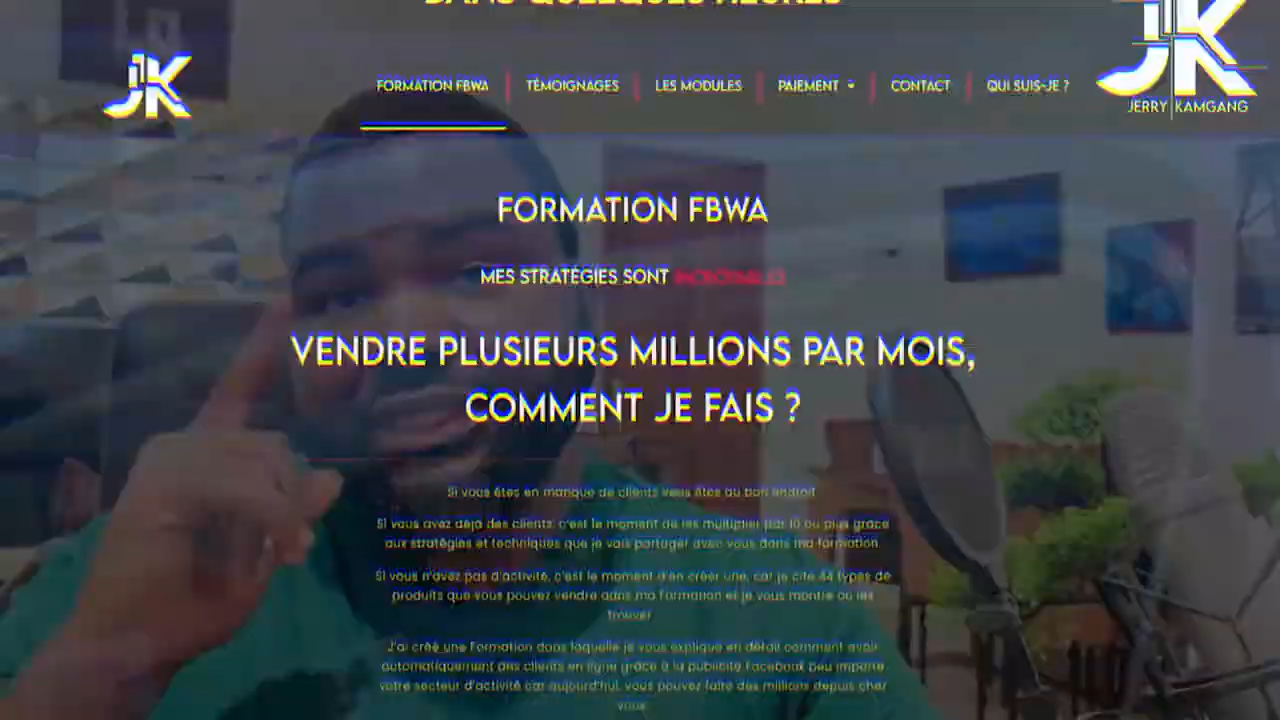 DANS QUELQUES HEURES
JK
JK
JERRY KAMGANG
FORMATION FBWA
TÉMOIGNAGES
LES MODULES
PAIEMENT
CONTACT
QUI SUIS-JE ?
FORMATION FBWA
MES STRATÉGIES SONT INCROYABLES
VENDRE PLUSIEURS MILLIONS PAR MOIS,
COMMENT JE FAIS ?
Si vous êtes en manque de clients vous êtes au bon endroit
Si vous avez déjà des clients, c'est le moment de les multiplier par 10 ou plus grâce
aux stratégies et techniques que je vais partager avec vous dans ma formation.
Si vous n'avez pas d'activité, c'est le moment d'en créer une, car je cite 44 types de
produits que vous pouvez vendre dans ma Formation et je vous montre où les
trouver
J'ai créé une Formation dans laquelle je vous explique en détail comment avoir
automatiquement des clients en ligne grâce à la publicité Facebook peu importe
votre secteur d'activité car aujourd'hui, vous pouvez faire des millions depuis chez
vous